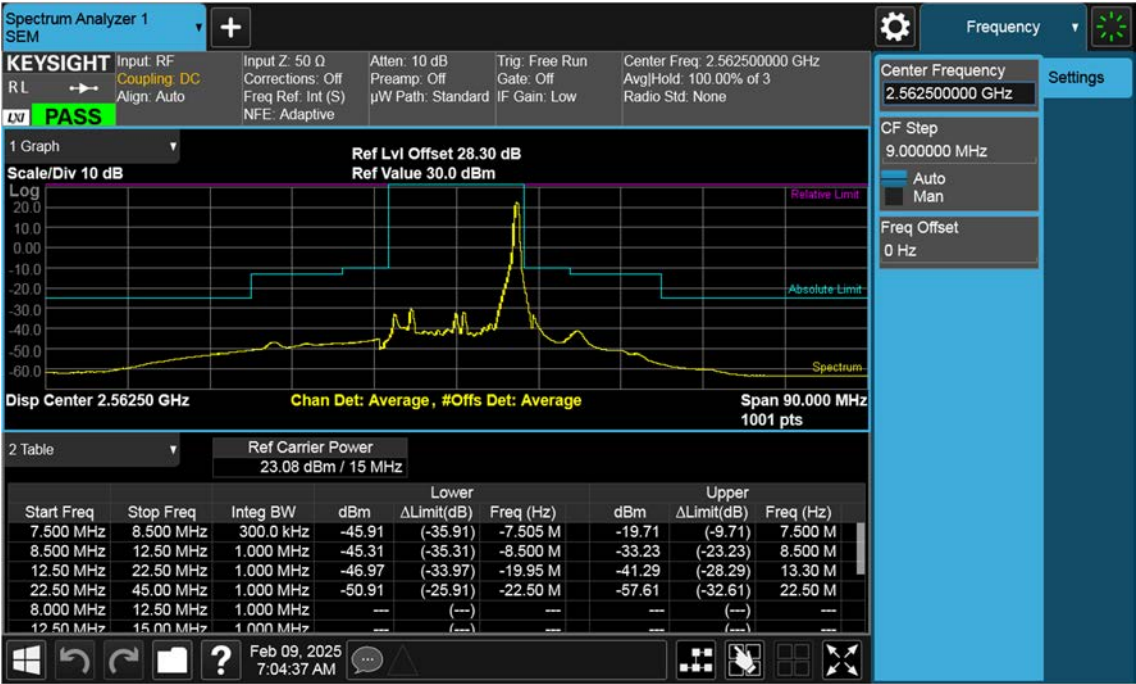 Spectrum Analyzer 1
SEM
+
Frequency
KEYSIGHT
RL
LXI
PASS
Input: RF
Coupling: DC
Align: Auto
Input Z: 50 Ω
Corrections: Off
Freq Ref: Int (S)
NFE: Adaptive
Atten: 10 dB
Preamp: Off
µW Path: Standard
Trig: Free Run
Gate: Off
IF Gain: Low
Center Freq: 2.562500000 GHz
Avg|Hold: 100.00% of 3
Radio Std: None
Center Frequency
2.562500000 GHz
Settings
CF Step
9.000000 MHz
Auto
Man
Freq Offset
0 Hz
1 Graph
Ref Lvl Offset 28.30 dB
Scale/Div 10 dB
Ref Value 30.0 dBm
Log
Relative Limit
20.0
10.0
0.00
-10.0
-20.0
Absolute Limit
-30.0
-40.0
-50.0
-60.0
Spectrum
Disp Center 2.56250 GHz
Chan Det: Average, #Offs Det: Average
Span 90.000 MHz
1001 pts
2 Table
Ref Carrier Power
23.08 dBm / 15 MHz
Lower Upper
Start Freq Stop Freq Integ BW dBm ΔLimit(dB) Freq (Hz) dBm ΔLimit(dB) Freq (Hz)
7.500 MHz 8.500 MHz 300.0 kHz -45.91 (-35.91) -7.505 M -19.71 (-9.71) 7.500 M
8.500 MHz 12.50 MHz 1.000 MHz -45.31 (-35.31) -8.500 M -33.23 (-23.23) 8.500 M
12.50 MHz 22.50 MHz 1.000 MHz -46.97 (-33.97) -19.95 M -41.29 (-28.29) 13.30 M
22.50 MHz 45.00 MHz 1.000 MHz -50.91 (-25.91) -22.50 M -57.61 (-32.61) 22.50 M
8.000 MHz 12.50 MHz 1.000 MHz --- (---) --- --- (---) ---
12.50 MHz 15.00 MHz 1.000 MHz --- (---) --- --- (---) ---
?
Feb 09, 2025
7:04:37 AM